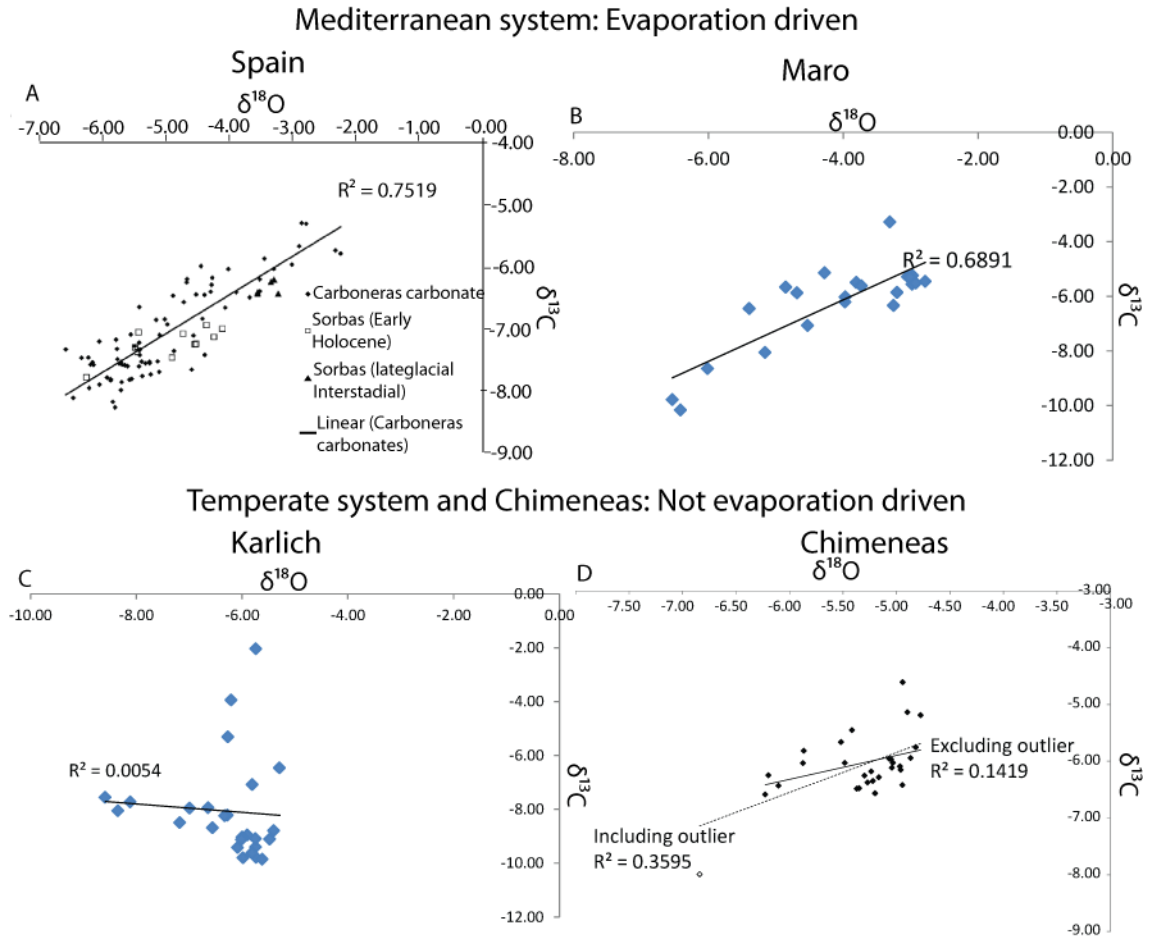 Mediterranean system: Evaporation driven
Spain
A
δ¹⁸O
-7.00 -6.00 -5.00 -4.00 -3.00 -2.00 -1.00 -0.00
-4.00
R² = 0.7519
-5.00
-6.00
Carboneras carbonate
δ¹³C
Sorbas (Early
Holocene)
-7.00
Sorbas (lateglacial
Interstadial)
-8.00
Linear (Carboneras
carbonates)
-9.00
Maro
B
δ¹⁸O
0.00
-8.00 -6.00 -4.00 -2.00 0.00
-2.00
-4.00
R² = 0.6891
-6.00
δ¹³C
-8.00
-10.00
-12.00
Temperate system and Chimeneas: Not evaporation driven
Karlich
C
δ¹⁸O
0.00
-10.00 -8.00 -6.00 -4.00 -2.00 0.00
-2.00
-4.00
-6.00
R² = 0.0054
δ¹³C
-8.00
-10.00
-12.00
Chimeneas
D
δ¹⁸O
-3.00
-7.50 -7.00 -6.50 -6.00 -5.50 -5.00 -4.50 -4.00 -3.50 -3.00
-4.00
-5.00
Excluding outlier
R² = 0.1419
-6.00
δ¹³C
-7.00
Including outlier
R² = 0.3595
-8.00
-9.00